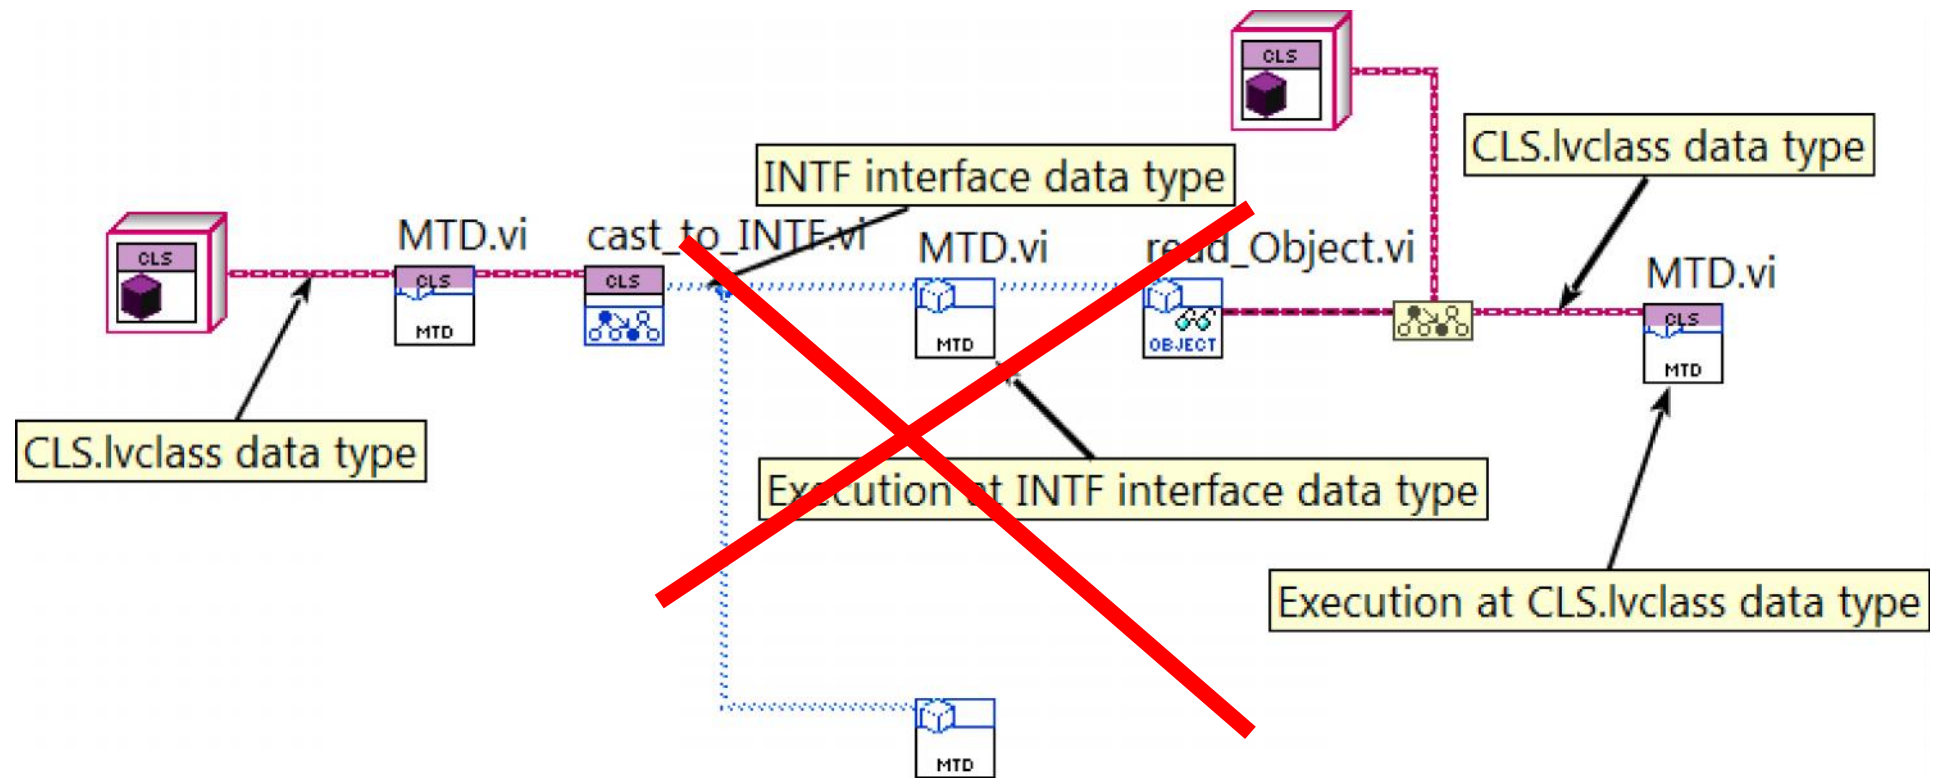 CLS
CLS.lvclass data type
INTF interface data type
CLS
MTD.vi
CLS
MTD
cast_to_INTF.vi
CLS
MTD.vi
MTD
read_Object.vi
OBJECT
MTD.vi
CLS
MTD
CLS.lvclass data type
Execution at INTF interface data type
Execution at CLS.lvclass data type
MTD